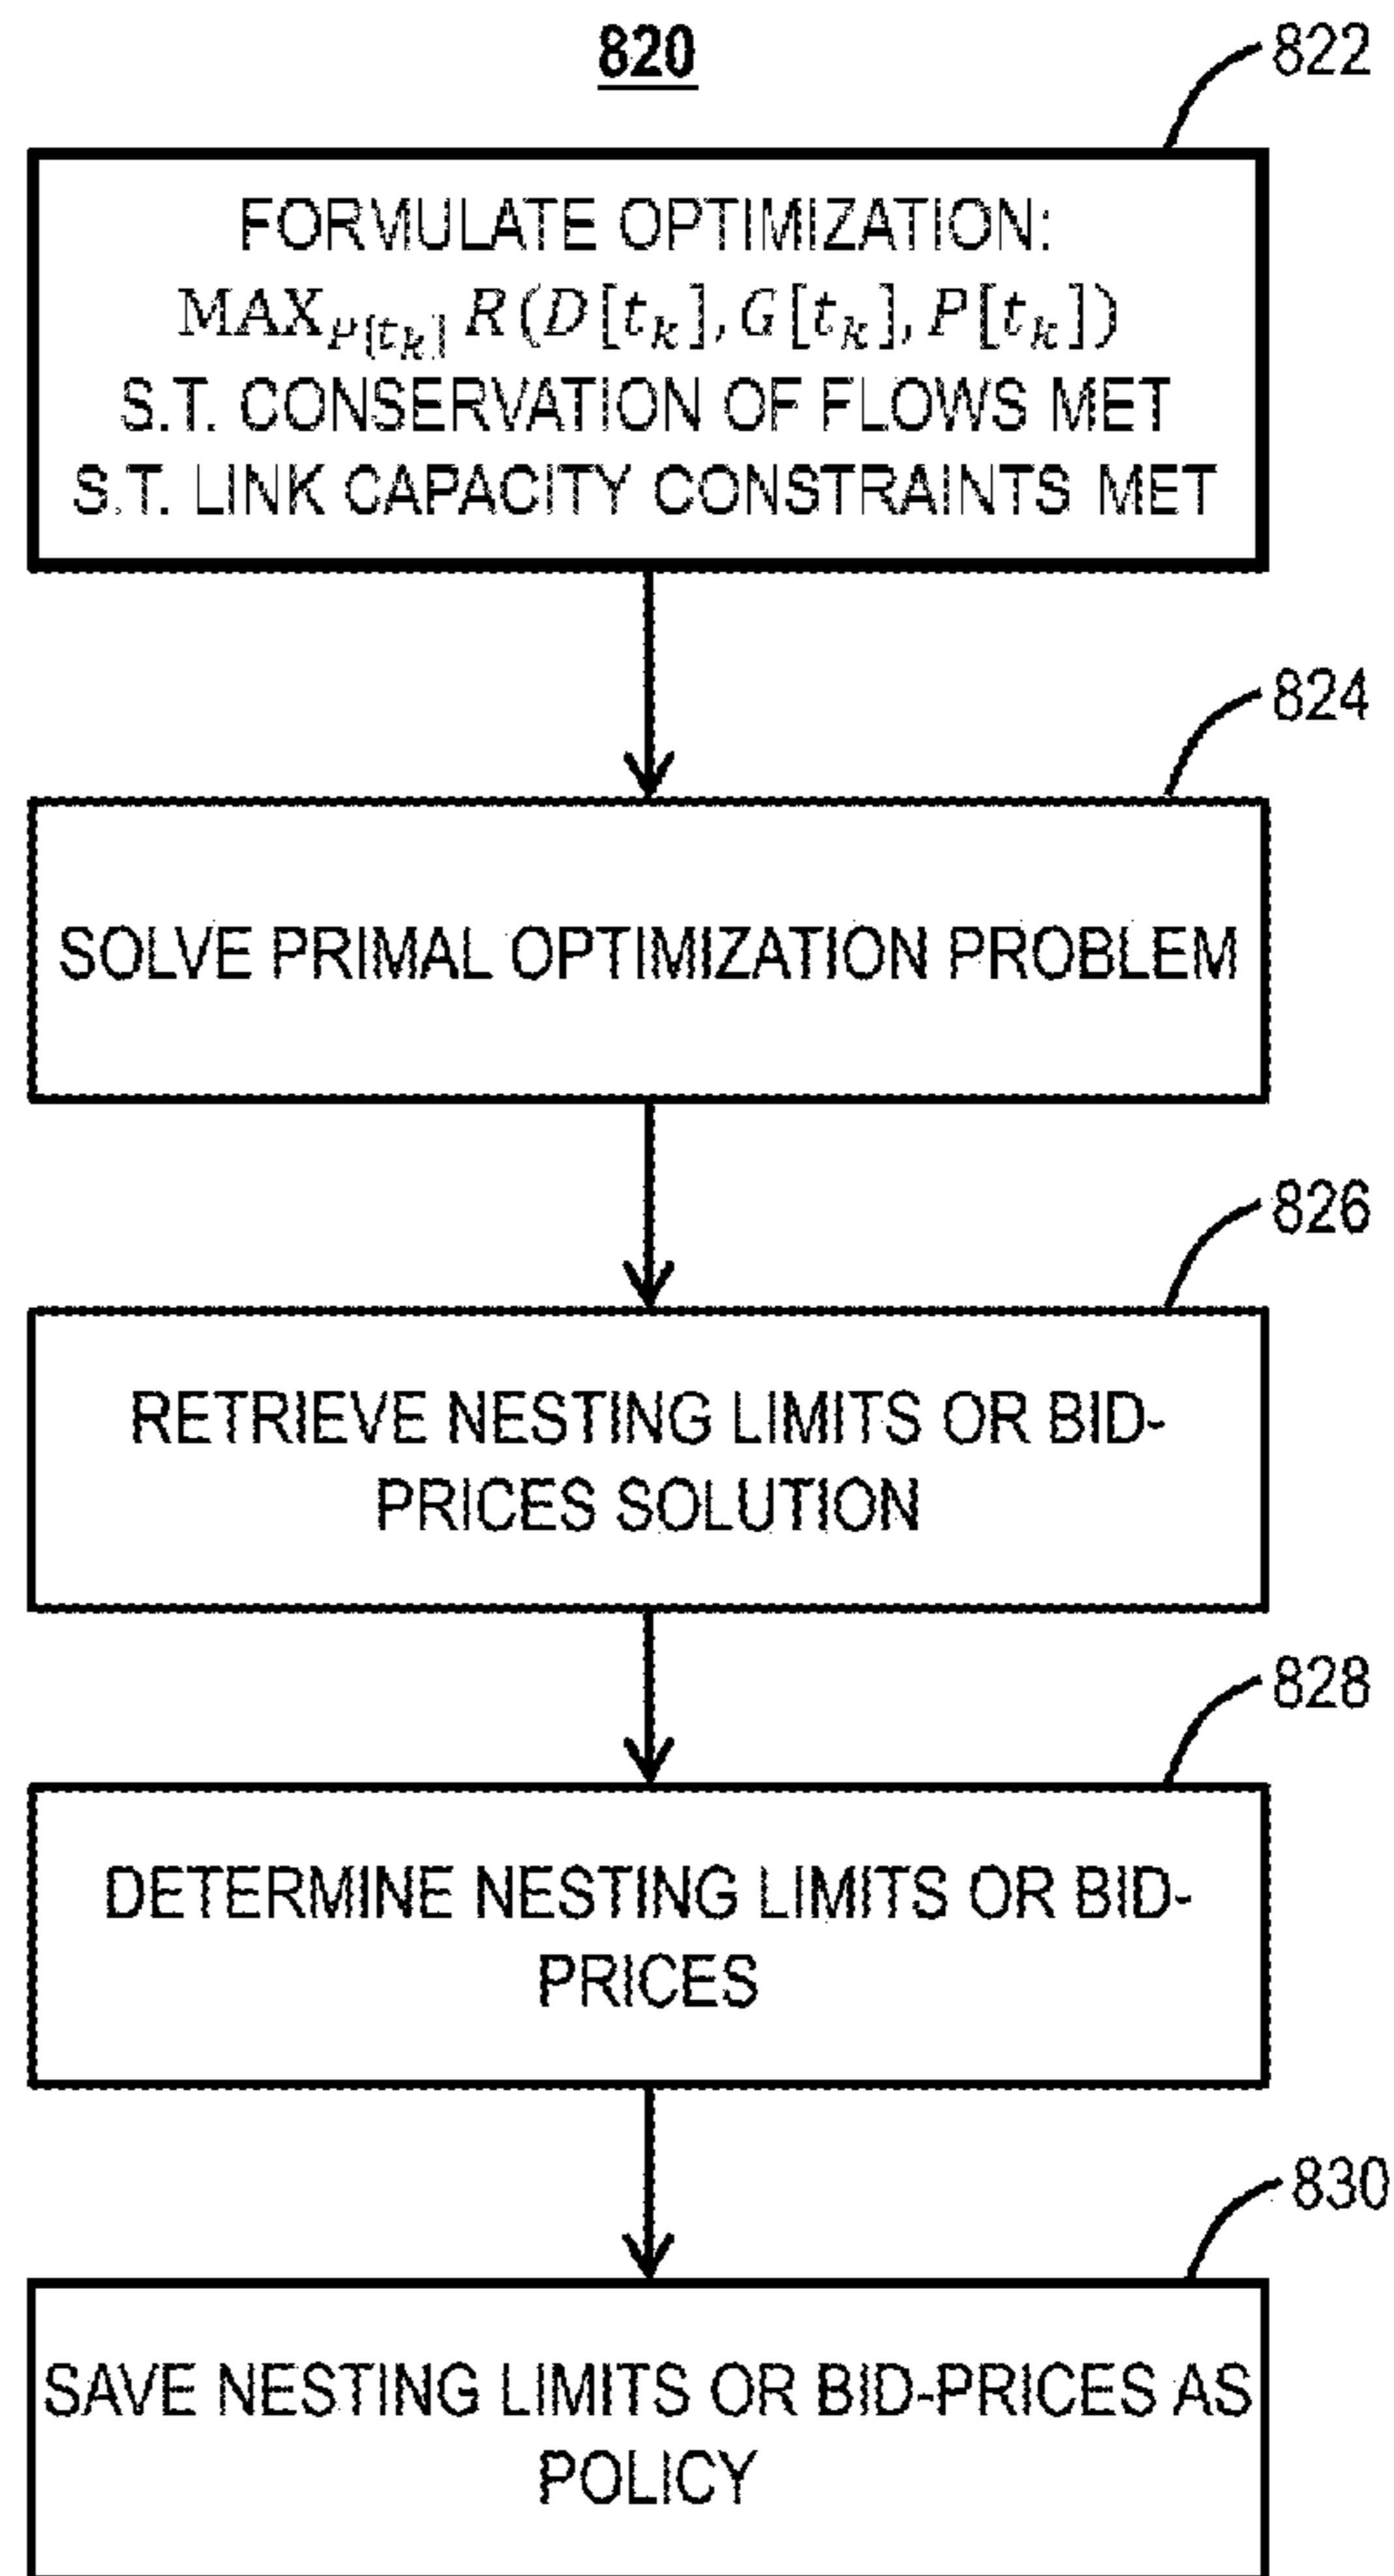 820
822
FORMULATE OPTIMIZATION:
MAX_{P[t_k]} R(D[t_k], G[t_k], P[t_k])
S.T. CONSERVATION OF FLOWS MET
S.T. LINK CAPACITY CONSTRAINTS MET
824
SOLVE PRIMAL OPTIMIZATION PROBLEM
826
RETRIEVE NESTING LIMITS OR BID-
PRICES SOLUTION
828
DETERMINE NESTING LIMITS OR BID-
PRICES
830
SAVE NESTING LIMITS OR BID-PRICES AS
POLICY